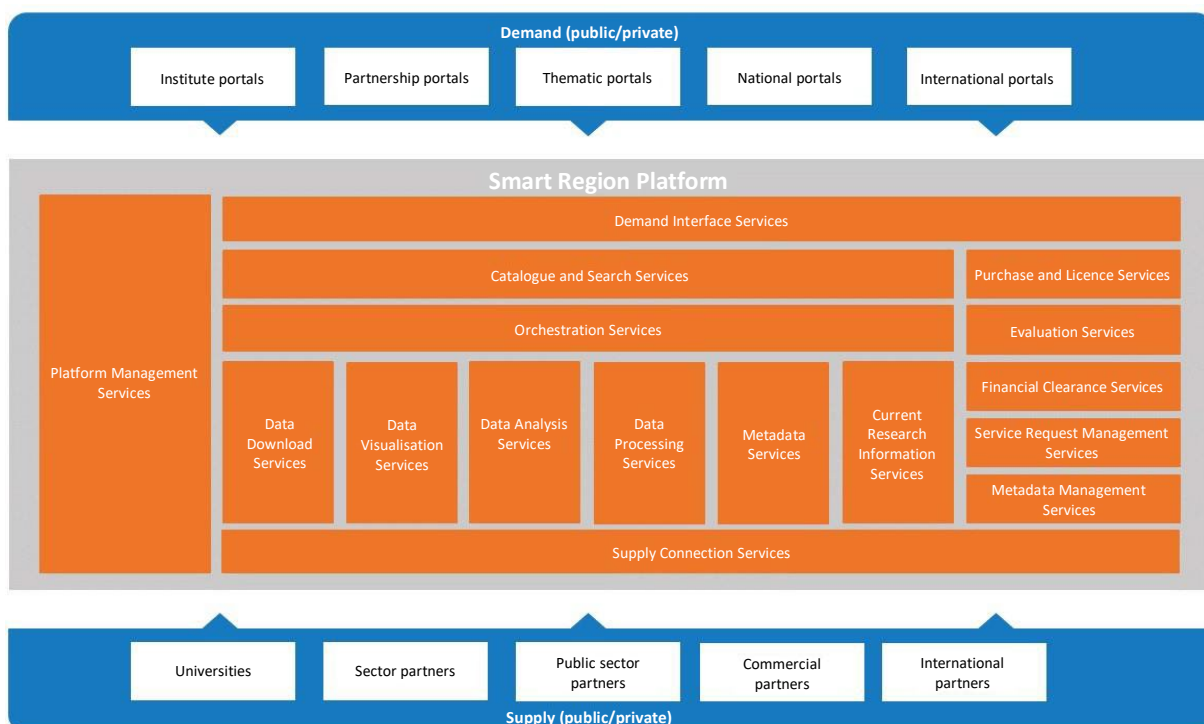 Demand (public/private)
Institute portals
Partnership portals
Thematic portals
National portals
International portals
Smart Region Platform
Platform Management
Services
Demand Interface Services
Catalogue and Search Services
Purchase and Licence Services
Orchestration Services
Evaluation Services
Data
Download
Services
Data
Visualisation
Services
Data Analysis
Services
Data
Processing
Services
Metadata
Services
Current
Research
Information
Services
Financial Clearance Services
Service Request Management
Services
Metadata Management
Services
Supply Connection Services
Universities
Sector partners
Public sector
partners
Commercial
partners
International
partners
Supply (public/private)